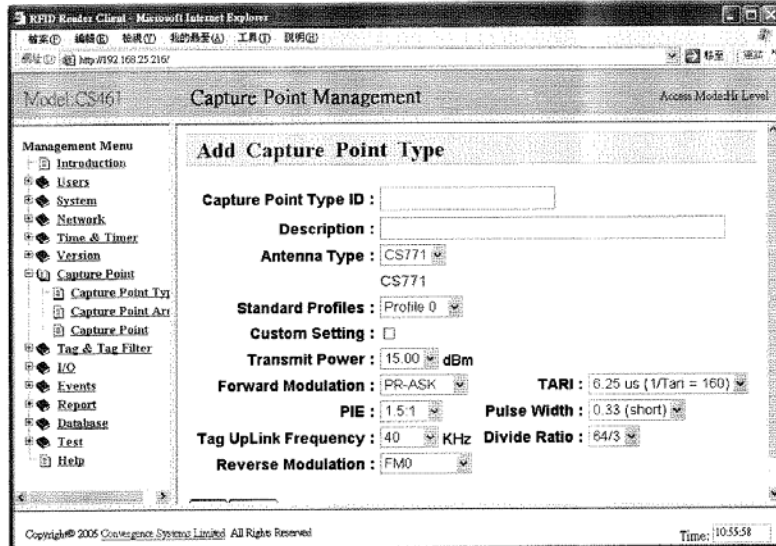 RFID Reader Client - Microsoft Internet Explorer
檔案(F) 編輯(E) 檢視(V) 我的最愛(A) 工具(T) 說明(H)
網址(D) http://192.168.25.216/ 移至 連結
Model:CS461 Capture Point Management Access Mode:Hi Level
Management Menu
Introduction
Users
System
Network
Time & Timer
Version
Capture Point
Capture Point Typ
Capture Point Arr
Capture Point
Tag & Tag Filter
I/O
Events
Report
Database
Test
Help
Add Capture Point Type
Capture Point Type ID :
Description :
Antenna Type : CS771
CS771
Standard Profiles : Profile 0
Custom Setting :
Transmit Power : 15.00 dBm
Forward Modulation : PR-ASK TARI : 6.25 us (1/Tari = 160)
PIE : 1.5:1 Pulse Width : 0.33 (short)
Tag UpLink Frequency : 40 KHz Divide Ratio : 64/3
Reverse Modulation : FM0
Copyright© 2005 Convergence Systems Limited All Rights Reserved Time: 10:55:58